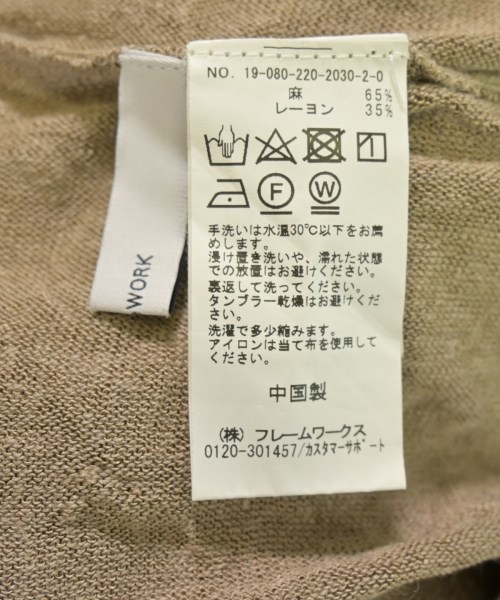 NO. 19-080-220-2030-2-0
麻 65%
レーヨン 35%
F
W
手洗いは水温30℃以下をお薦
めします。
浸け置き洗いや、濡れた状態
での放置はお避けください。
裏返して洗ってください。
タンブラー乾燥はお避けくだ
さい。
洗濯で多少縮みます。
アイロンは当て布を使用して
ください。
中国製
(株) フレームワークス
0120-301457/カスタマーサポート
WORK